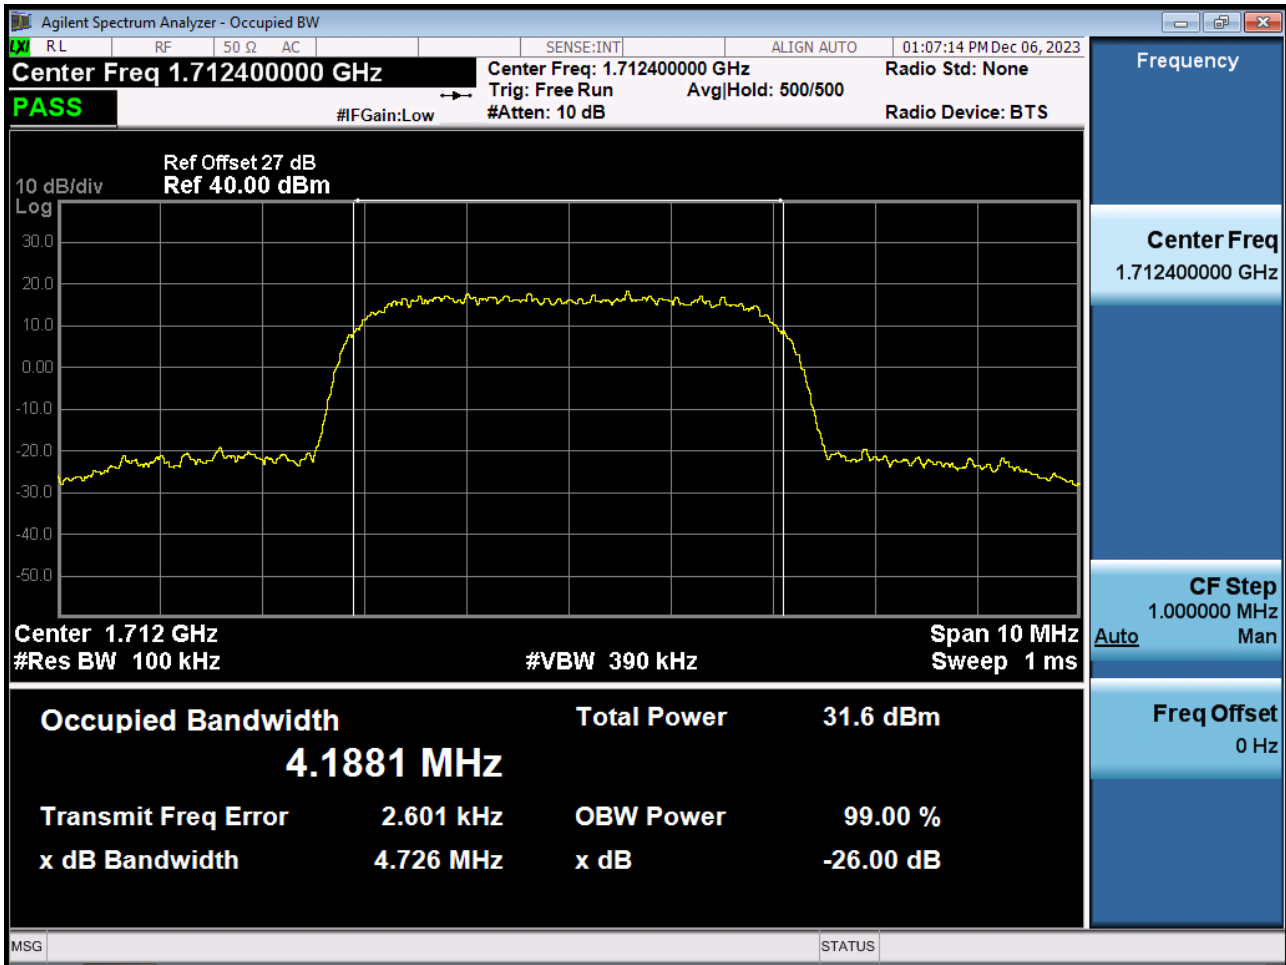 Agilent Spectrum Analyzer - Occupied BW
LXI RL RF 50 Ω AC SENSE:INT ALIGN AUTO 01:07:14 PM Dec 06, 2023
Center Freq 1.712400000 GHz
PASS
#IFGain:Low
Center Freq: 1.712400000 GHz
Trig: Free Run Avg|Hold: 500/500
#Atten: 10 dB
Radio Std: None
Radio Device: BTS
Ref Offset 27 dB
10 dB/div Ref 40.00 dBm
Log
30.0
20.0
10.0
0.00
-10.0
-20.0
-30.0
-40.0
-50.0
Center 1.712 GHz Span 10 MHz
#Res BW 100 kHz #VBW 390 kHz Sweep 1 ms
Occupied Bandwidth Total Power 31.6 dBm
4.1881 MHz
Transmit Freq Error 2.601 kHz OBW Power 99.00 %
x dB Bandwidth 4.726 MHz x dB -26.00 dB
MSG STATUS
Frequency
Center Freq
1.712400000 GHz
CF Step
1.000000 MHz
Auto Man
Freq Offset
0 Hz